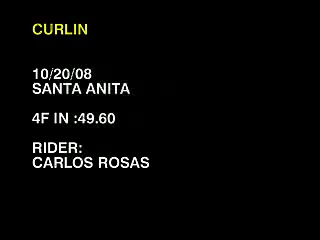 CURLIN
10/20/08
SANTA ANITA
4F IN :49.60
RIDER:
CARLOS ROSAS